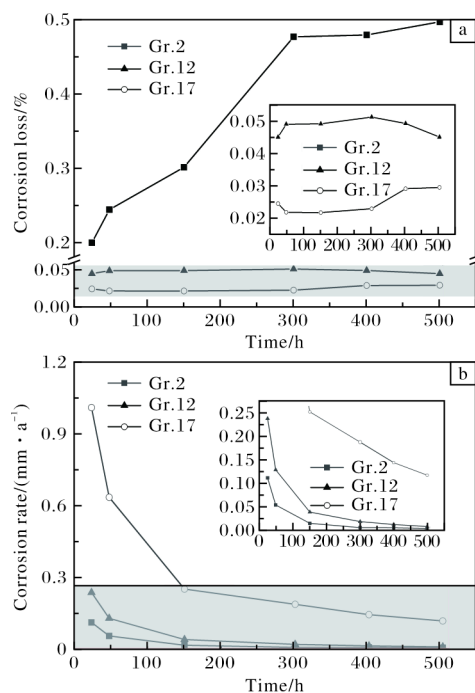 a
0.5
0.4
0.3
0.2
0.05
0.00
Corrosion loss/%
Gr.2
Gr.12
Gr.17
0.05
0.04
0.03
0.02
Gr.2
Gr.12
Gr.17
0 100 200 300 400 500
0 100 200 300 400 500
Time/h
b
1.2
0.9
0.6
0.3
0
Corrosion rate/(mm · a⁻¹)
Gr.2
Gr.12
Gr.17
0.25
0.20
0.15
0.10
0.05
0.00
Gr.2
Gr.12
Gr.17
0 100 200 300 400 500
0 100 200 300 400 500
Time/h